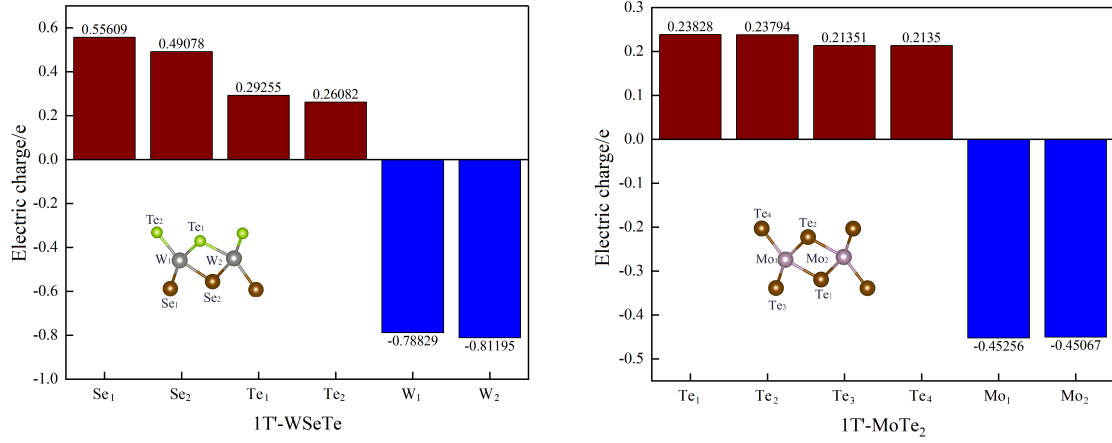 0.55609
0.49078
0.29255
0.26082
-0.78829
-0.81195
0.6
0.4
0.2
0.0
-0.2
-0.4
-0.6
-0.8
-1.0
Electric charge/e
Te₂
Te₁
W₁
W₂
Se₁
Se₂
Se₁ Se₂ Te₁ Te₂ W₁ W₂
1T'-WSeTe
0.23828
0.23794
0.21351
0.2135
-0.45256
-0.45067
0.3
0.2
0.1
0.0
-0.1
-0.2
-0.3
-0.4
-0.5
Electric charge/e
Te₄
Te₂
Mo₁
Mo₂
Te₃
Te₁
Te₁ Te₂ Te₃ Te₄ Mo₁ Mo₂
1T'-MoTe₂